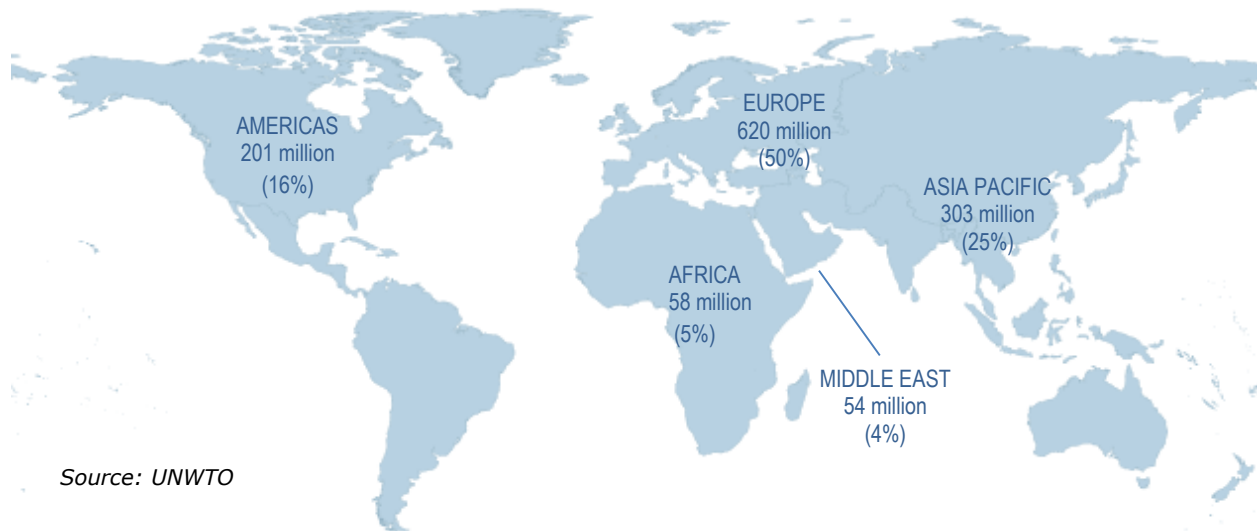 AMERICAS
201 million
(16%)
EUROPE
620 million
(50%)
ASIA PACIFIC
303 million
(25%)
AFRICA
58 million
(5%)
MIDDLE EAST
54 million
(4%)
Source: UNWTO